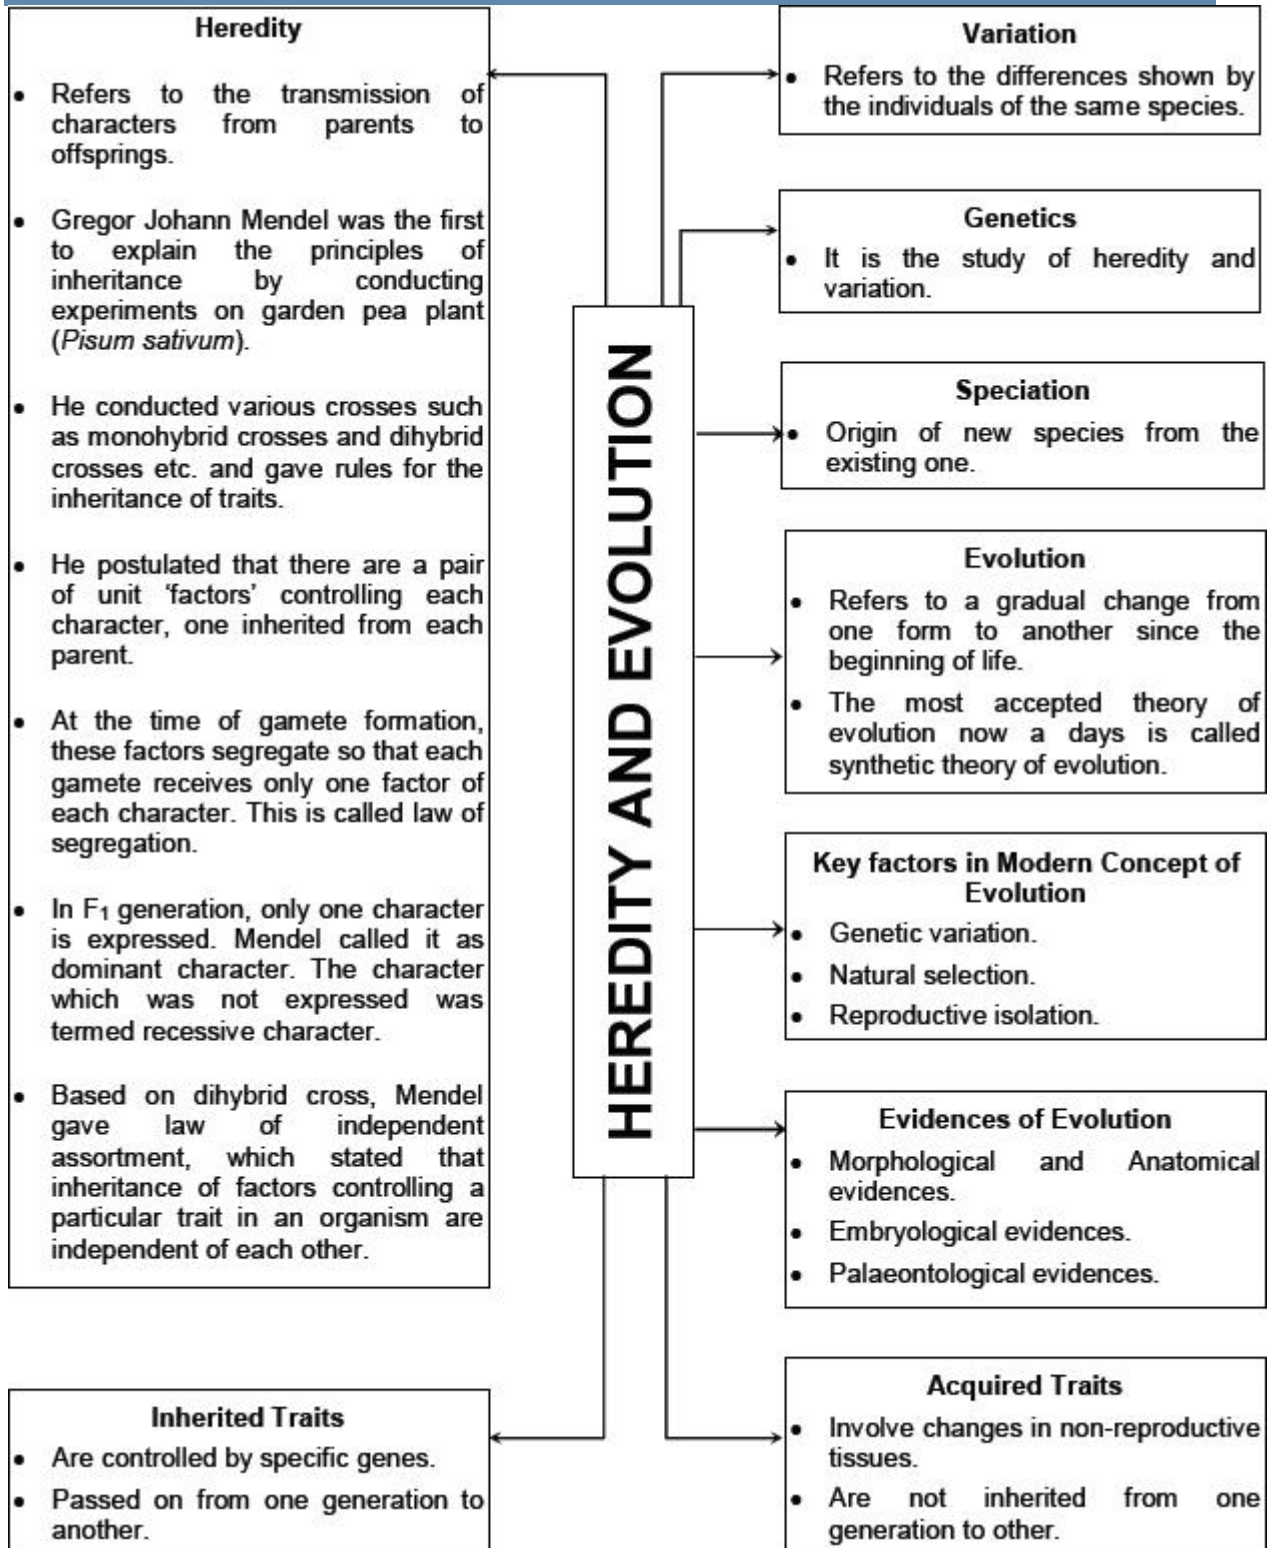 Heredity
• Refers to the transmission of
characters from parents to
offsprings.
• Gregor Johann Mendel was the first
to explain the principles of
inheritance by conducting
experiments on garden pea plant
(Pisum sativum).
• He conducted various crosses such
as monohybrid crosses and dihybrid
crosses etc. and gave rules for the
inheritance of traits.
• He postulated that there are a pair
of unit 'factors' controlling each
character, one inherited from each
parent.
• At the time of gamete formation,
these factors segregate so that each
gamete receives only one factor of
each character. This is called law of
segregation.
• In F₁ generation, only one character
is expressed. Mendel called it as
dominant character. The character
which was not expressed was
termed recessive character.
• Based on dihybrid cross, Mendel
gave law of independent
assortment, which stated that
inheritance of factors controlling a
particular trait in an organism are
independent of each other.
Inherited Traits
• Are controlled by specific genes.
• Passed on from one generation to
another.
HEREDITY AND EVOLUTION
Variation
• Refers to the differences shown by
the individuals of the same species.
Genetics
• It is the study of heredity and
variation.
Speciation
• Origin of new species from the
existing one.
Evolution
• Refers to a gradual change from
one form to another since the
beginning of life.
• The most accepted theory of
evolution now a days is called
synthetic theory of evolution.
Key factors in Modern Concept of
Evolution
• Genetic variation.
• Natural selection.
• Reproductive isolation.
Evidences of Evolution
• Morphological and Anatomical
evidences.
• Embryological evidences.
• Palaeontological evidences.
Acquired Traits
• Involve changes in non-reproductive
tissues.
• Are not inherited from one
generation to other.